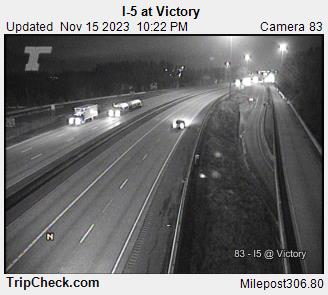 I-5 at Victory
Updated Nov 15 2023 10:22 PM Camera 83
T
N
83 - I5 @ Victory
TripCheck.com Milepost306.80